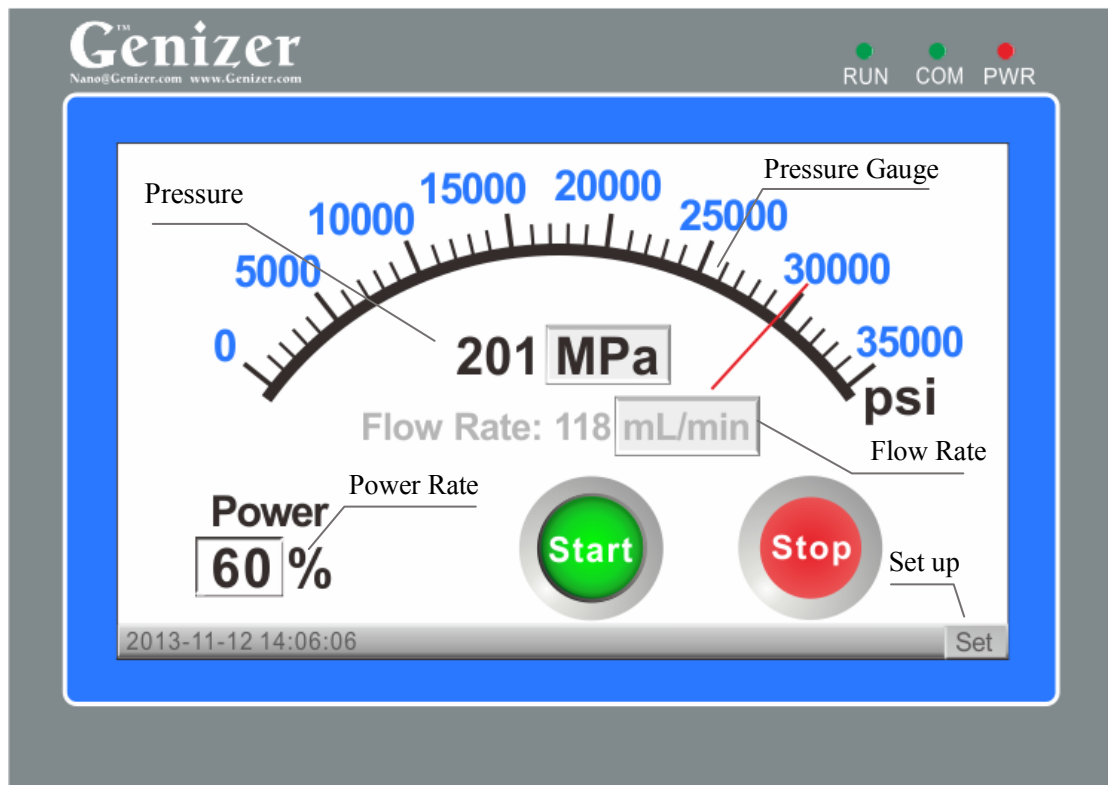 Genizer™
Nano@Genizer.com www.Genizer.com
RUN COM PWR
Pressure
Pressure Gauge
0
5000
10000
15000
20000
25000
30000
35000
psi
201 MPa
Flow Rate: 118 mL/min
Flow Rate
Power Rate
Power
60 %
Start
Stop
Set up
2013-11-12 14:06:06
Set